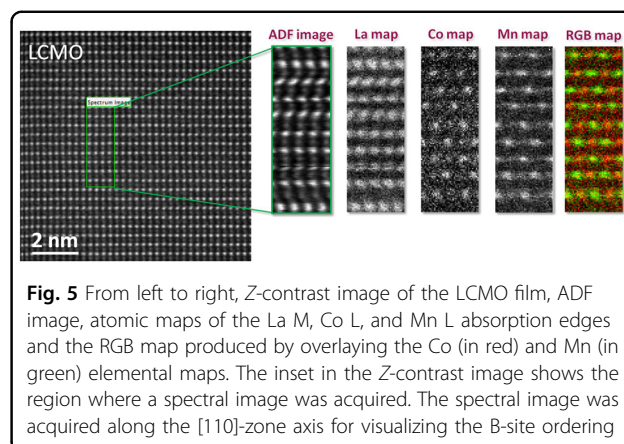 LCMO
Spectrum Image
2 nm
ADF image La map Co map Mn map RGB map
Fig. 5 From left to right, Z-contrast image of the LCMO film, ADF
image, atomic maps of the La M, Co L, and Mn L absorption edges
and the RGB map produced by overlaying the Co (in red) and Mn (in
green) elemental maps. The inset in the Z-contrast image shows the
region where a spectral image was acquired. The spectral image was
acquired along the [110]-zone axis for visualizing the B-site ordering